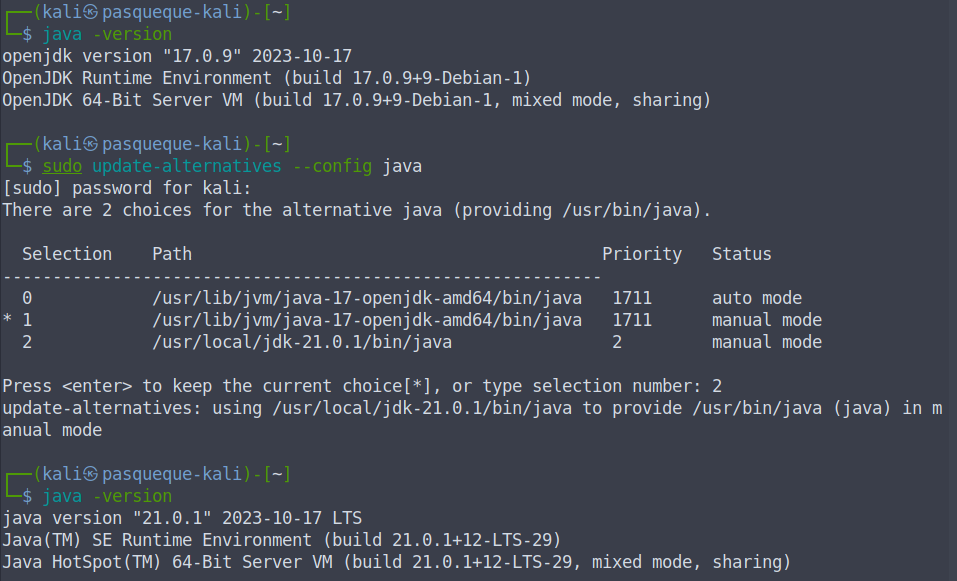 ┌──(kali㉿pasqueque-kali)-[~]
└─$ java -version
openjdk version "17.0.9" 2023-10-17
OpenJDK Runtime Environment (build 17.0.9+9-Debian-1)
OpenJDK 64-Bit Server VM (build 17.0.9+9-Debian-1, mixed mode, sharing)
┌──(kali㉿pasqueque-kali)-[~]
└─$ sudo update-alternatives --config java
[sudo] password for kali:
There are 2 choices for the alternative java (providing /usr/bin/java).
  Selection    Path                                         Priority   Status
------------------------------------------------------------
  0            /usr/lib/jvm/java-17-openjdk-amd64/bin/java   1711      auto mode
* 1            /usr/lib/jvm/java-17-openjdk-amd64/bin/java   1711      manual mode
  2            /usr/local/jdk-21.0.1/bin/java                2         manual mode
Press <enter> to keep the current choice[*], or type selection number: 2
update-alternatives: using /usr/local/jdk-21.0.1/bin/java to provide /usr/bin/java (java) in m
anual mode
┌──(kali㉿pasqueque-kali)-[~]
└─$ java -version
java version "21.0.1" 2023-10-17 LTS
Java(TM) SE Runtime Environment (build 21.0.1+12-LTS-29)
Java HotSpot(TM) 64-Bit Server VM (build 21.0.1+12-LTS-29, mixed mode, sharing)